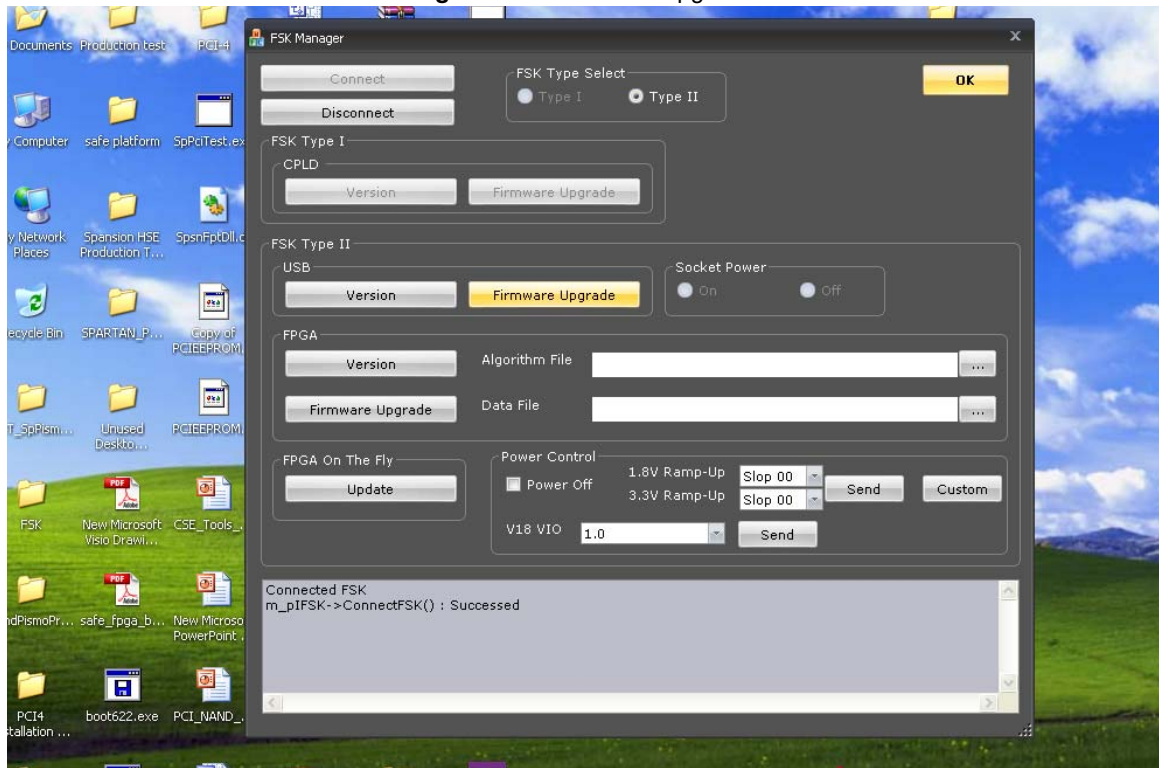 Documents Production test PCI-4
Computer safe platform SpPciTest.ex
Network Places Spansion HSE Production T... SpsnFptDll.c
Recycle Bin SPARTAN_P... Copy of PCIEEPROM.
T_SpPism... Unused Deskto... PCIEEPROM.
FSK New Microsoft Visio Drawi... CSE_Tools_.
ndPismoPr... safe_fpga_b... New Microso PowerPoint .
PCI4 stallation ... boot622.exe PCI_NAND_.
FSK Manager x
Connect
Disconnect
FSK Type Select
Type I Type II
OK
FSK Type I
CPLD
Version Firmware Upgrade
FSK Type II
USB
Version Firmware Upgrade
Socket Power
On Off
FPGA
Version Algorithm File ...
Firmware Upgrade Data File ...
FPGA On The Fly
Update
Power Control
Power Off
1.8V Ramp-Up Slop 00
3.3V Ramp-Up Slop 00
Send Custom
V18 VIO 1.0 Send
Connected FSK
m_pIFSK->ConnectFSK() : Successed